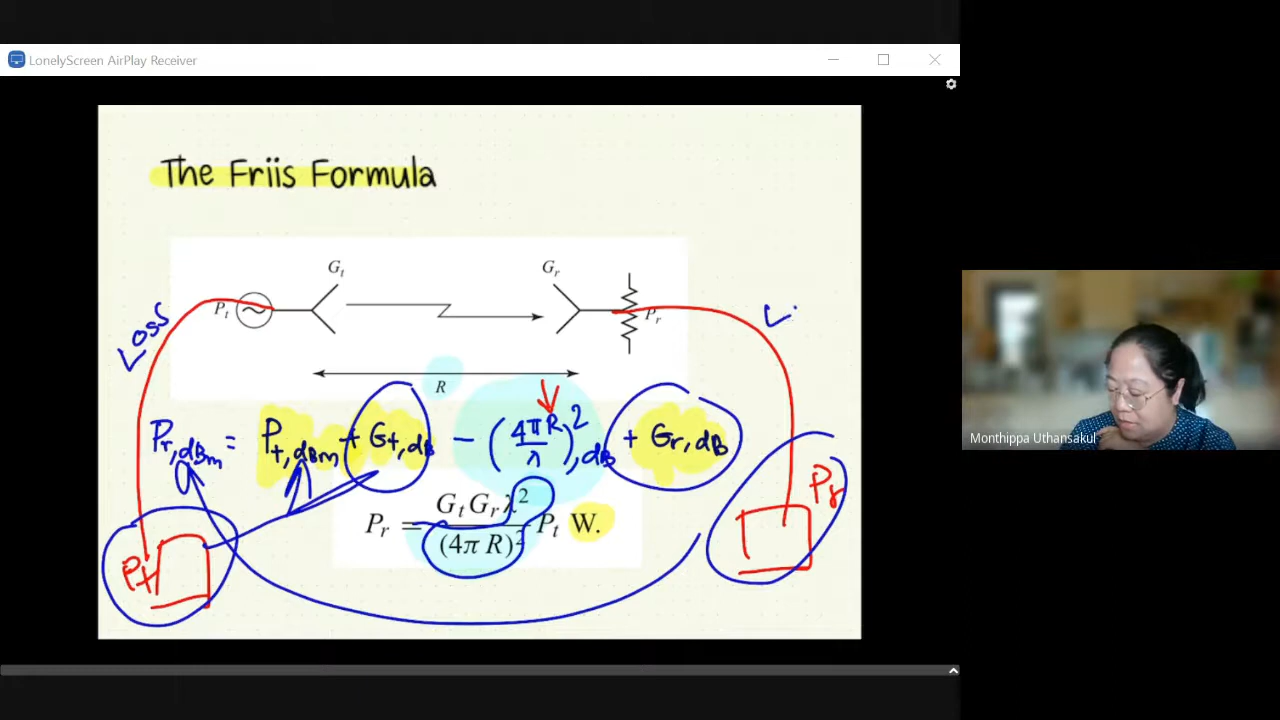 LonelyScreen AirPlay Receiver
The Friis Formula
G_t
G_r
P_t
P_r
Loss
L
R
P_r,dBm = P_t,dBm + G_t,dB − (4πR/λ)²,dB + G_r,dB
P_r = G_t G_r λ² / (4π R)² P_t W.
P_t
P_r
Monthippa Uthansakul